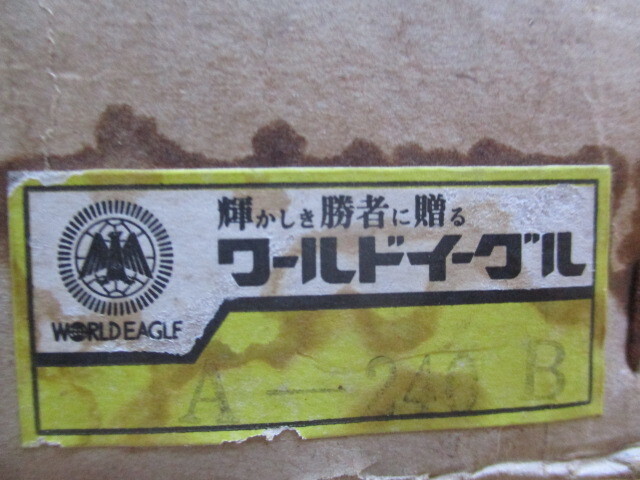 輝かしき勝者に贈る
ワールドイーグル
WORLD EAGLE
A — 246 B